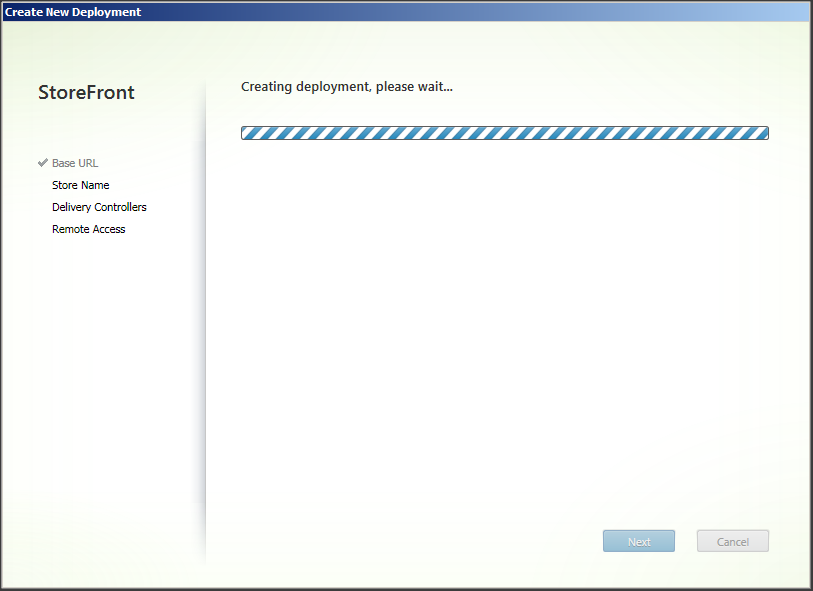 Create New Deployment
StoreFront
Base URL
Store Name
Delivery Controllers
Remote Access
Creating deployment, please wait...
Next
Cancel